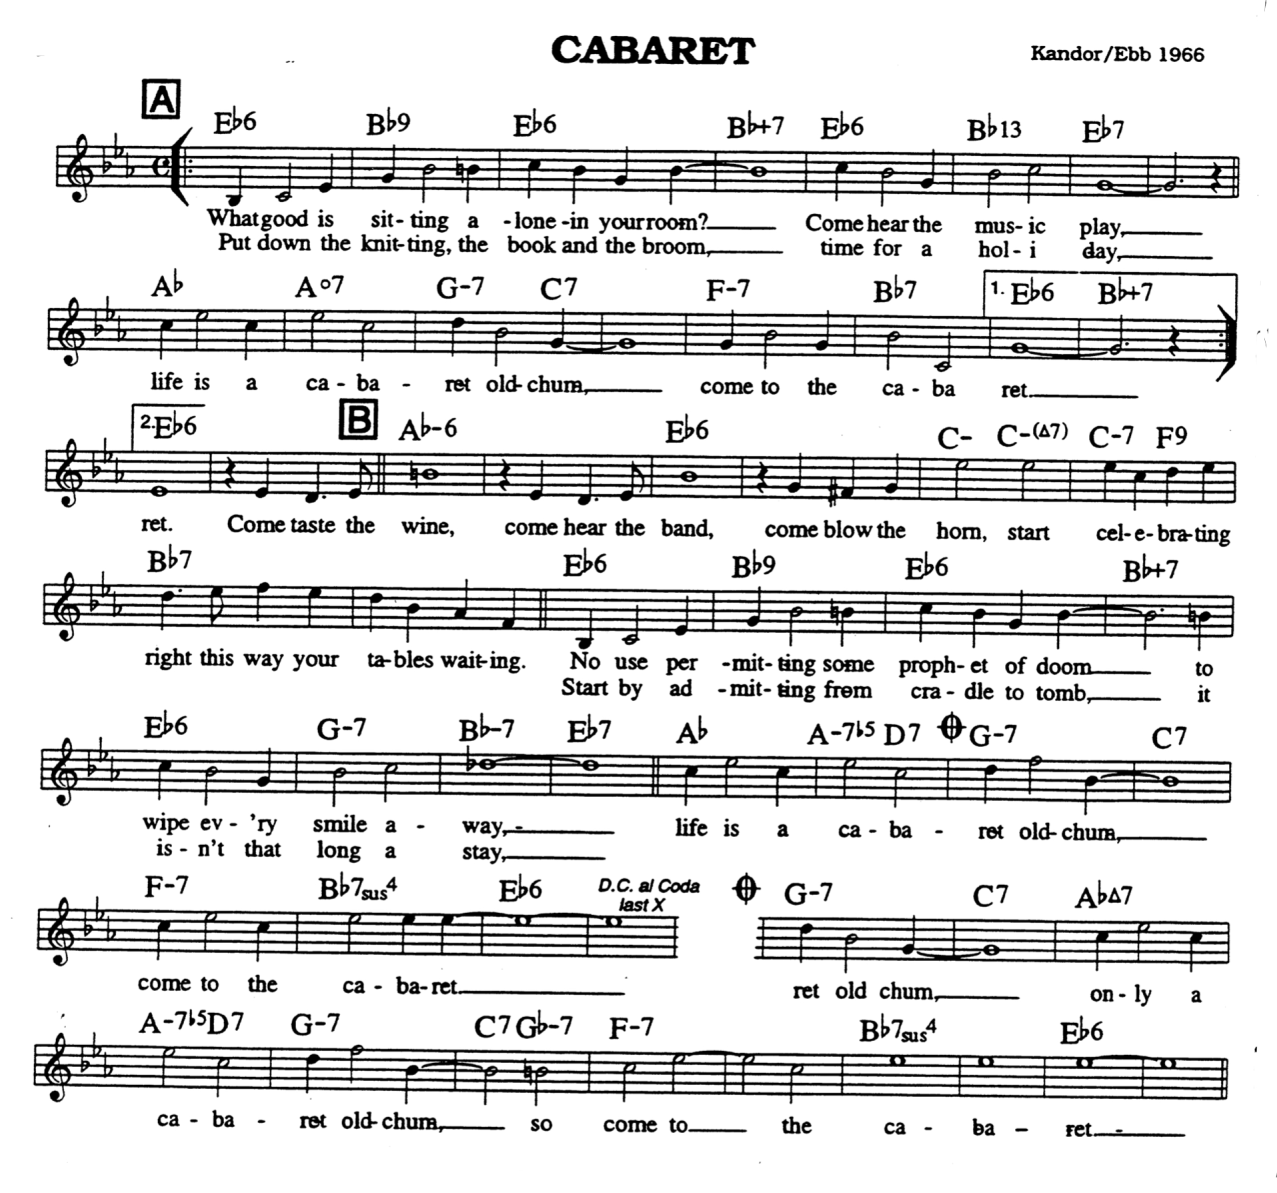 CABARET
Kandor/Ebb 1966
A
E♭6 B♭9 E♭6 B♭+7 E♭6 B♭13 E♭7
What good is sit- ting a -lone -in your room? Come hear the mus- ic play,
Put down the knit-ting, the book and the broom, time for a hol - i day,
A♭ A°7 G-7 C7 F-7 B♭7 1. E♭6 B♭+7
life is a ca - ba - ret old- chum, come to the ca - ba ret.
2. E♭6 B A♭-6 E♭6 C- C-(Δ7) C-7 F9
ret. Come taste the wine, come hear the band, come blow the horn, start cel- e- bra-ting
B♭7 E♭6 B♭9 E♭6 B♭+7
right this way your ta-bles wait-ing. No use per -mit- ting some proph- et of doom to
Start by ad -mit- ting from cra - dle to tomb, it
E♭6 G-7 B♭-7 E♭7 A♭ A-7♭5 D7 G-7 C7
wipe ev - 'ry smile a - way, life is a ca - ba - ret old- chum,
is - n't that long a stay,
F-7 B♭7sus4 E♭6 D.C. al Coda G-7 C7 A♭Δ7
last X
come to the ca - ba-ret. ret old chum, on - ly a
A-7♭5 D7 G-7 C7 G♭-7 F-7 B♭7sus4 E♭6
ca - ba - ret old- chum, so come to the ca - ba - ret.